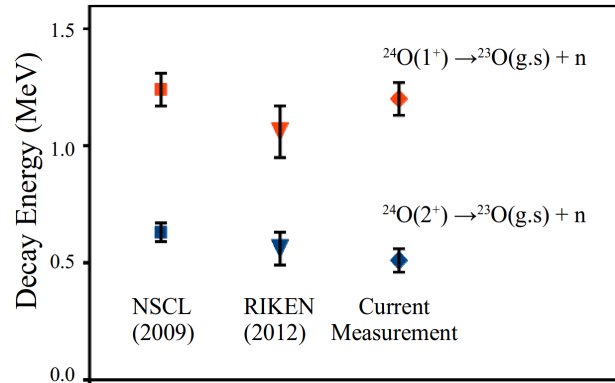 1.5
1.0
0.5
0.0
Decay Energy (MeV)
²⁴O(1⁺) →²³O(g.s) + n
²⁴O(2⁺) →²³O(g.s) + n
NSCL
(2009)
RIKEN
(2012)
Current
Measurement